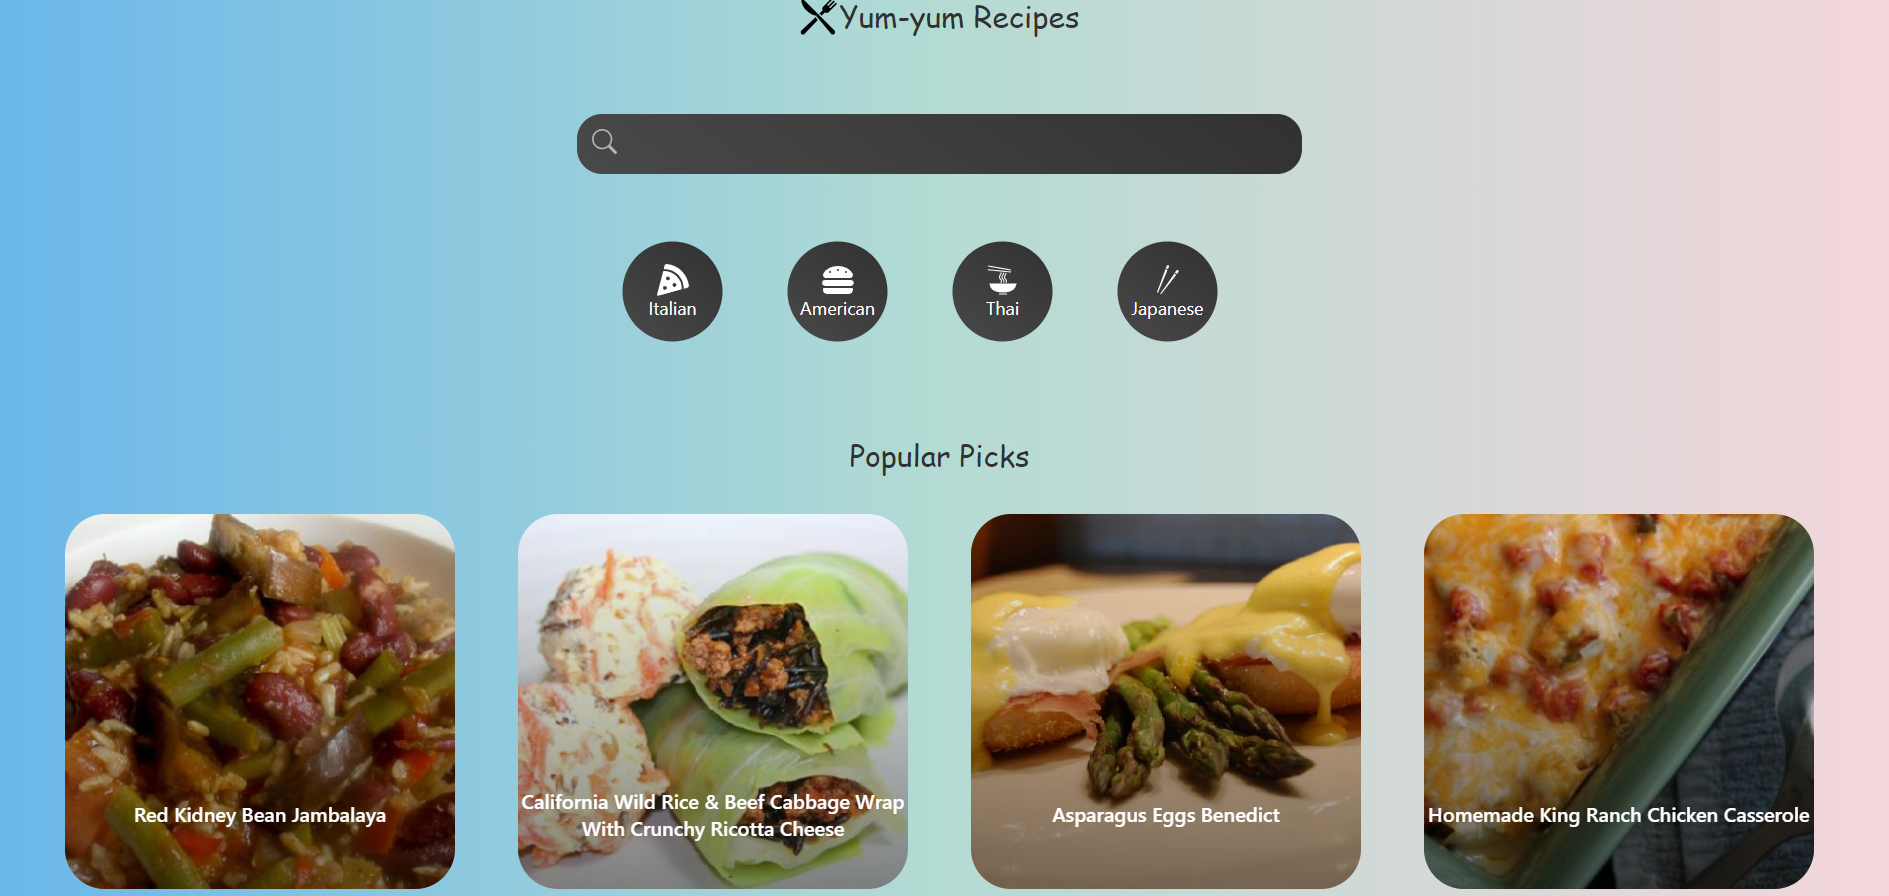 Yum-yum Recipes
Italian
American
Thai
Japanese
Popular Picks
Red Kidney Bean Jambalaya
California Wild Rice & Beef Cabbage Wrap
With Crunchy Ricotta Cheese
Asparagus Eggs Benedict
Homemade King Ranch Chicken Casserole